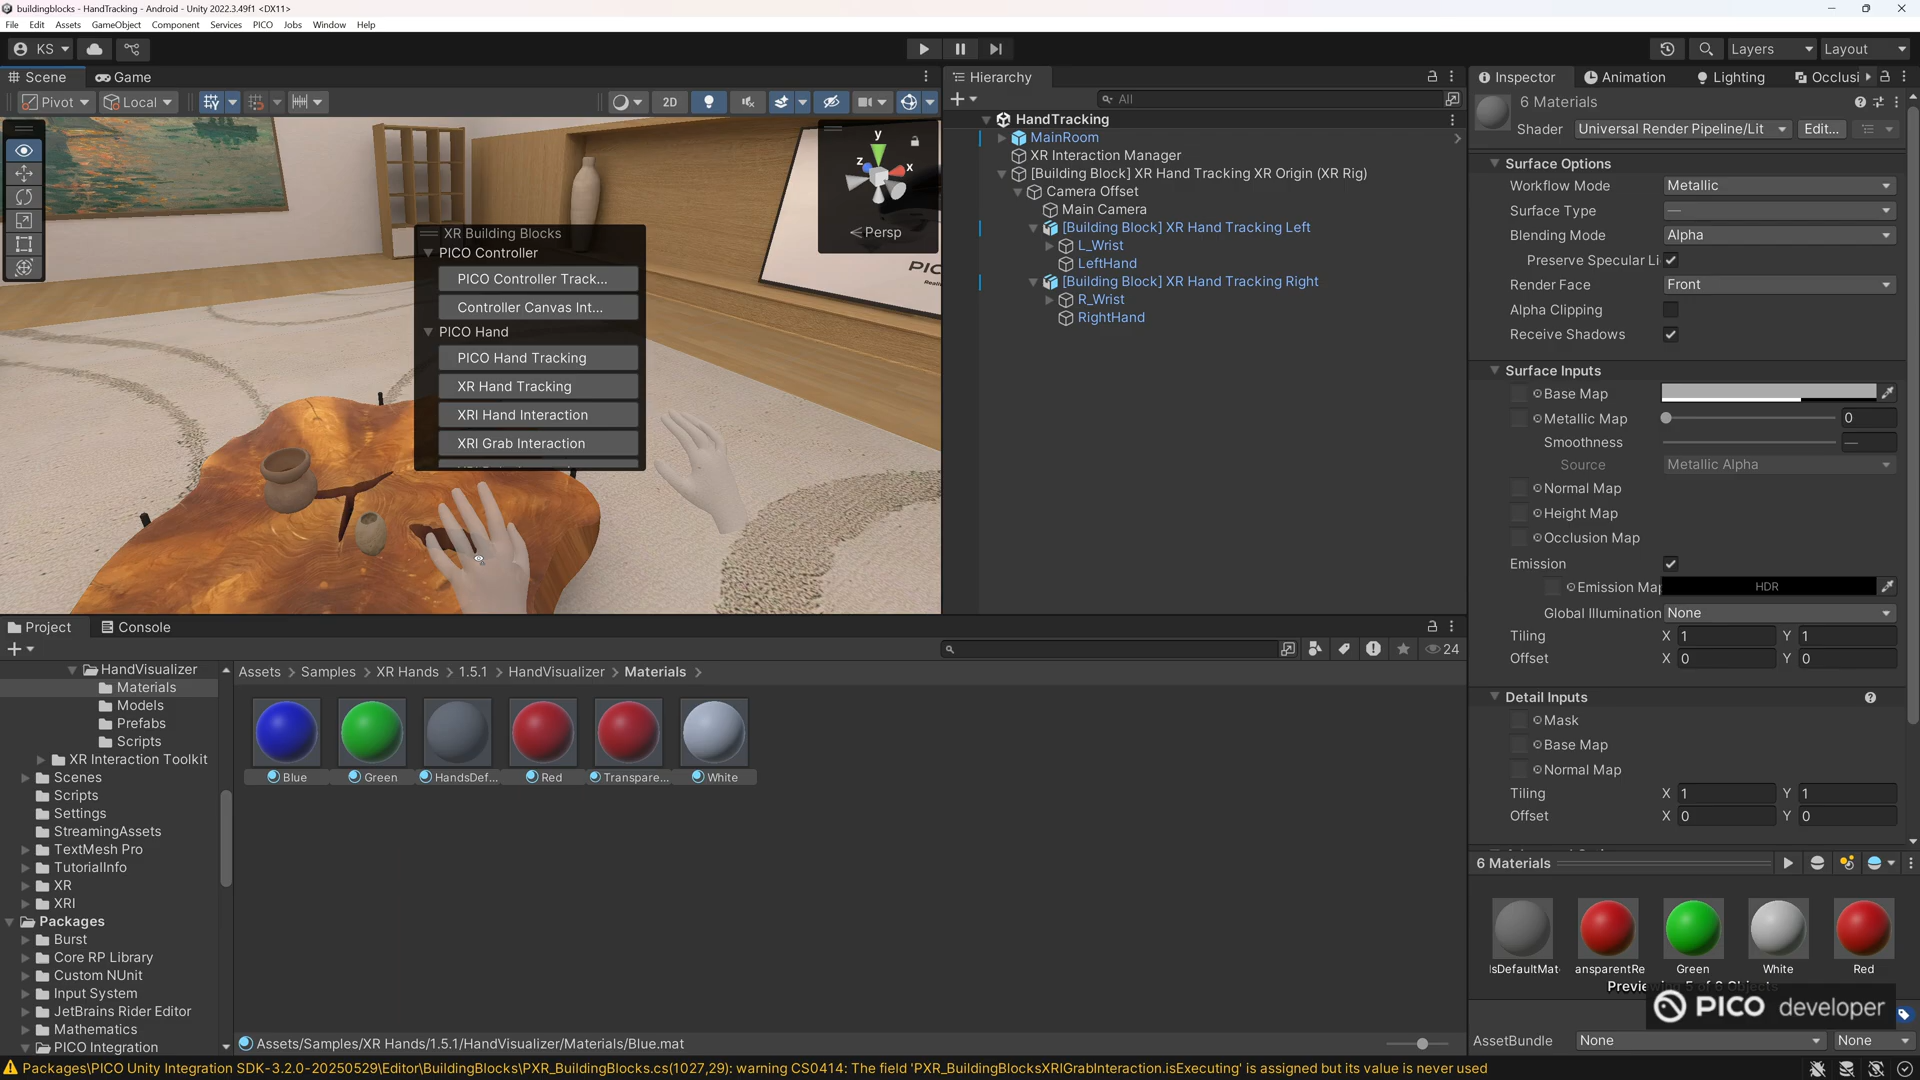 buildingblocks - HandTracking - Android - Unity 2022.3.49f1 <DX11>
File Edit Assets GameObject Component Services PICO Jobs Window Help
KS
Layers Layout
Scene Game
Pivot Local 2D
y
x
z
Persp
XR Building Blocks
PICO Controller
PICO Controller Track...
Controller Canvas Int...
PICO Hand
PICO Hand Tracking
XR Hand Tracking
XRI Hand Interaction
XRI Grab Interaction
Hierarchy
All
HandTracking
MainRoom
XR Interaction Manager
[Building Block] XR Hand Tracking XR Origin (XR Rig)
Camera Offset
Main Camera
[Building Block] XR Hand Tracking Left
L_Wrist
LeftHand
[Building Block] XR Hand Tracking Right
R_Wrist
RightHand
Inspector Animation Lighting Occlusi
6 Materials
Shader Universal Render Pipeline/Lit Edit...
Surface Options
Workflow Mode Metallic
Surface Type —
Blending Mode Alpha
Preserve Specular Li
Render Face Front
Alpha Clipping
Receive Shadows
Surface Inputs
Base Map
Metallic Map 0
Smoothness —
Source Metallic Alpha
Normal Map
Height Map
Occlusion Map
Emission
Emission Map HDR
Global Illumination None
Tiling X 1 Y 1
Offset X 0 Y 0
Detail Inputs
Mask
Base Map
Normal Map
Tiling X 1 Y 1
Offset X 0 Y 0
6 Materials
IsDefaultMat ansparentRe Green White Red
PICO developer
AssetBundle None None
Project Console
24
HandVisualizer
Materials
Models
Prefabs
Scripts
XR Interaction Toolkit
Scenes
Scripts
Settings
StreamingAssets
TextMesh Pro
TutorialInfo
XR
XRI
Packages
Burst
Core RP Library
Custom NUnit
Input System
JetBrains Rider Editor
Mathematics
PICO Integration
Assets > Samples > XR Hands > 1.5.1 > HandVisualizer > Materials >
Blue Green HandsDef... Red Transpare... White
Assets/Samples/XR Hands/1.5.1/HandVisualizer/Materials/Blue.mat
Packages\PICO Unity Integration SDK-3.2.0-20250529\Editor\BuildingBlocks\PXR_BuildingBlocks.cs(1027,29): warning CS0414: The field 'PXR_BuildingBlocksXRIGrabInteraction.isExecuting' is assigned but its value is never used